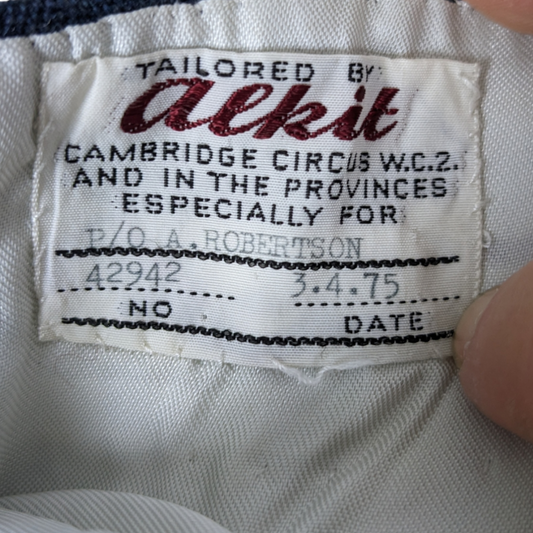 TAILORED BY
alkit
CAMBRIDGE CIRCUS W.C.2.
AND IN THE PROVINCES
ESPECIALLY FOR
P/O A.ROBERTSON
42942 3.4.75
NO DATE